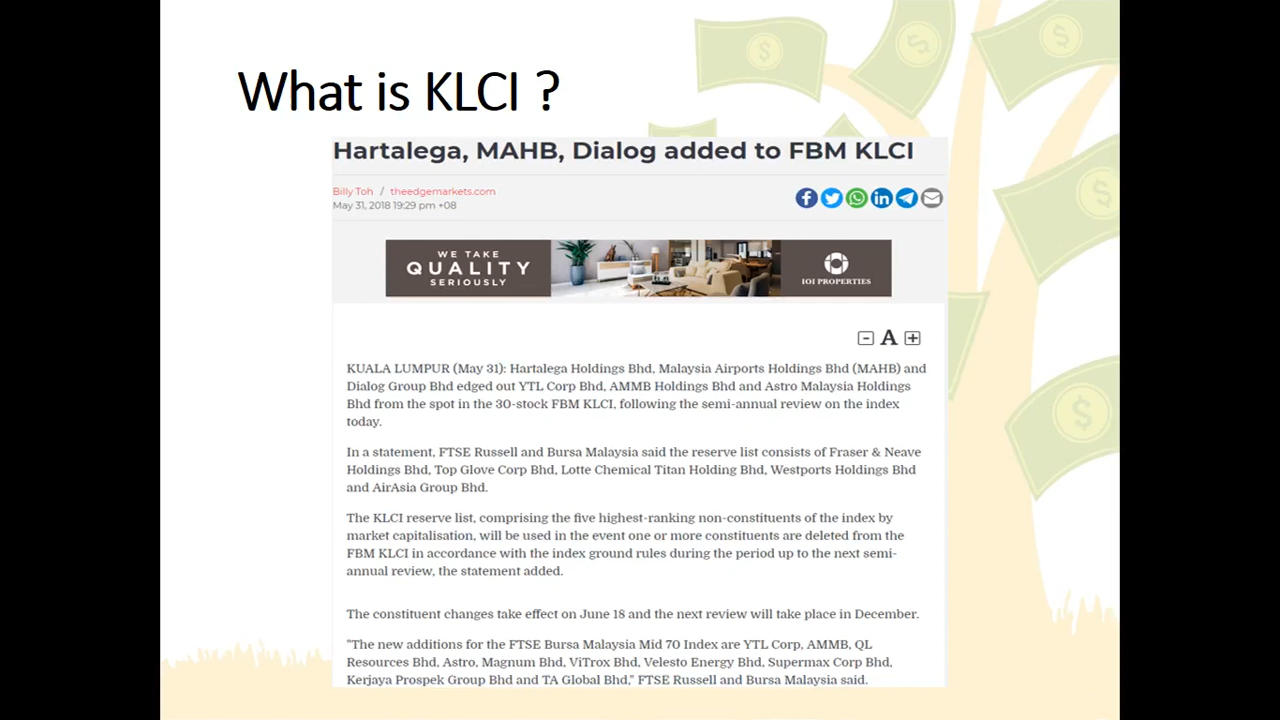 What is KLCI ?
Hartalega, MAHB, Dialog added to FBM KLCI
Billy Toh / theedgemarkets.com
May 31, 2018 19:29 pm +08
WE TAKE
QUALITY
SERIOUSLY
IOI PROPERTIES
A
KUALA LUMPUR (May 31): Hartalega Holdings Bhd, Malaysia Airports Holdings Bhd (MAHB) and
Dialog Group Bhd edged out YTL Corp Bhd, AMMB Holdings Bhd and Astro Malaysia Holdings
Bhd from the spot in the 30-stock FBM KLCI, following the semi-annual review on the index
today.
In a statement, FTSE Russell and Bursa Malaysia said the reserve list consists of Fraser & Neave
Holdings Bhd, Top Glove Corp Bhd, Lotte Chemical Titan Holding Bhd, Westports Holdings Bhd
and AirAsia Group Bhd.
The KLCI reserve list, comprising the five highest-ranking non-constituents of the index by
market capitalisation, will be used in the event one or more constituents are deleted from the
FBM KLCI in accordance with the index ground rules during the period up to the next semi-
annual review, the statement added.
The constituent changes take effect on June 18 and the next review will take place in December.
"The new additions for the FTSE Bursa Malaysia Mid 70 Index are YTL Corp, AMMB, QL
Resources Bhd, Astro, Magnum Bhd, ViTrox Bhd, Velesto Energy Bhd, Supermax Corp Bhd,
Kerjaya Prospek Group Bhd and TA Global Bhd," FTSE Russell and Bursa Malaysia said.